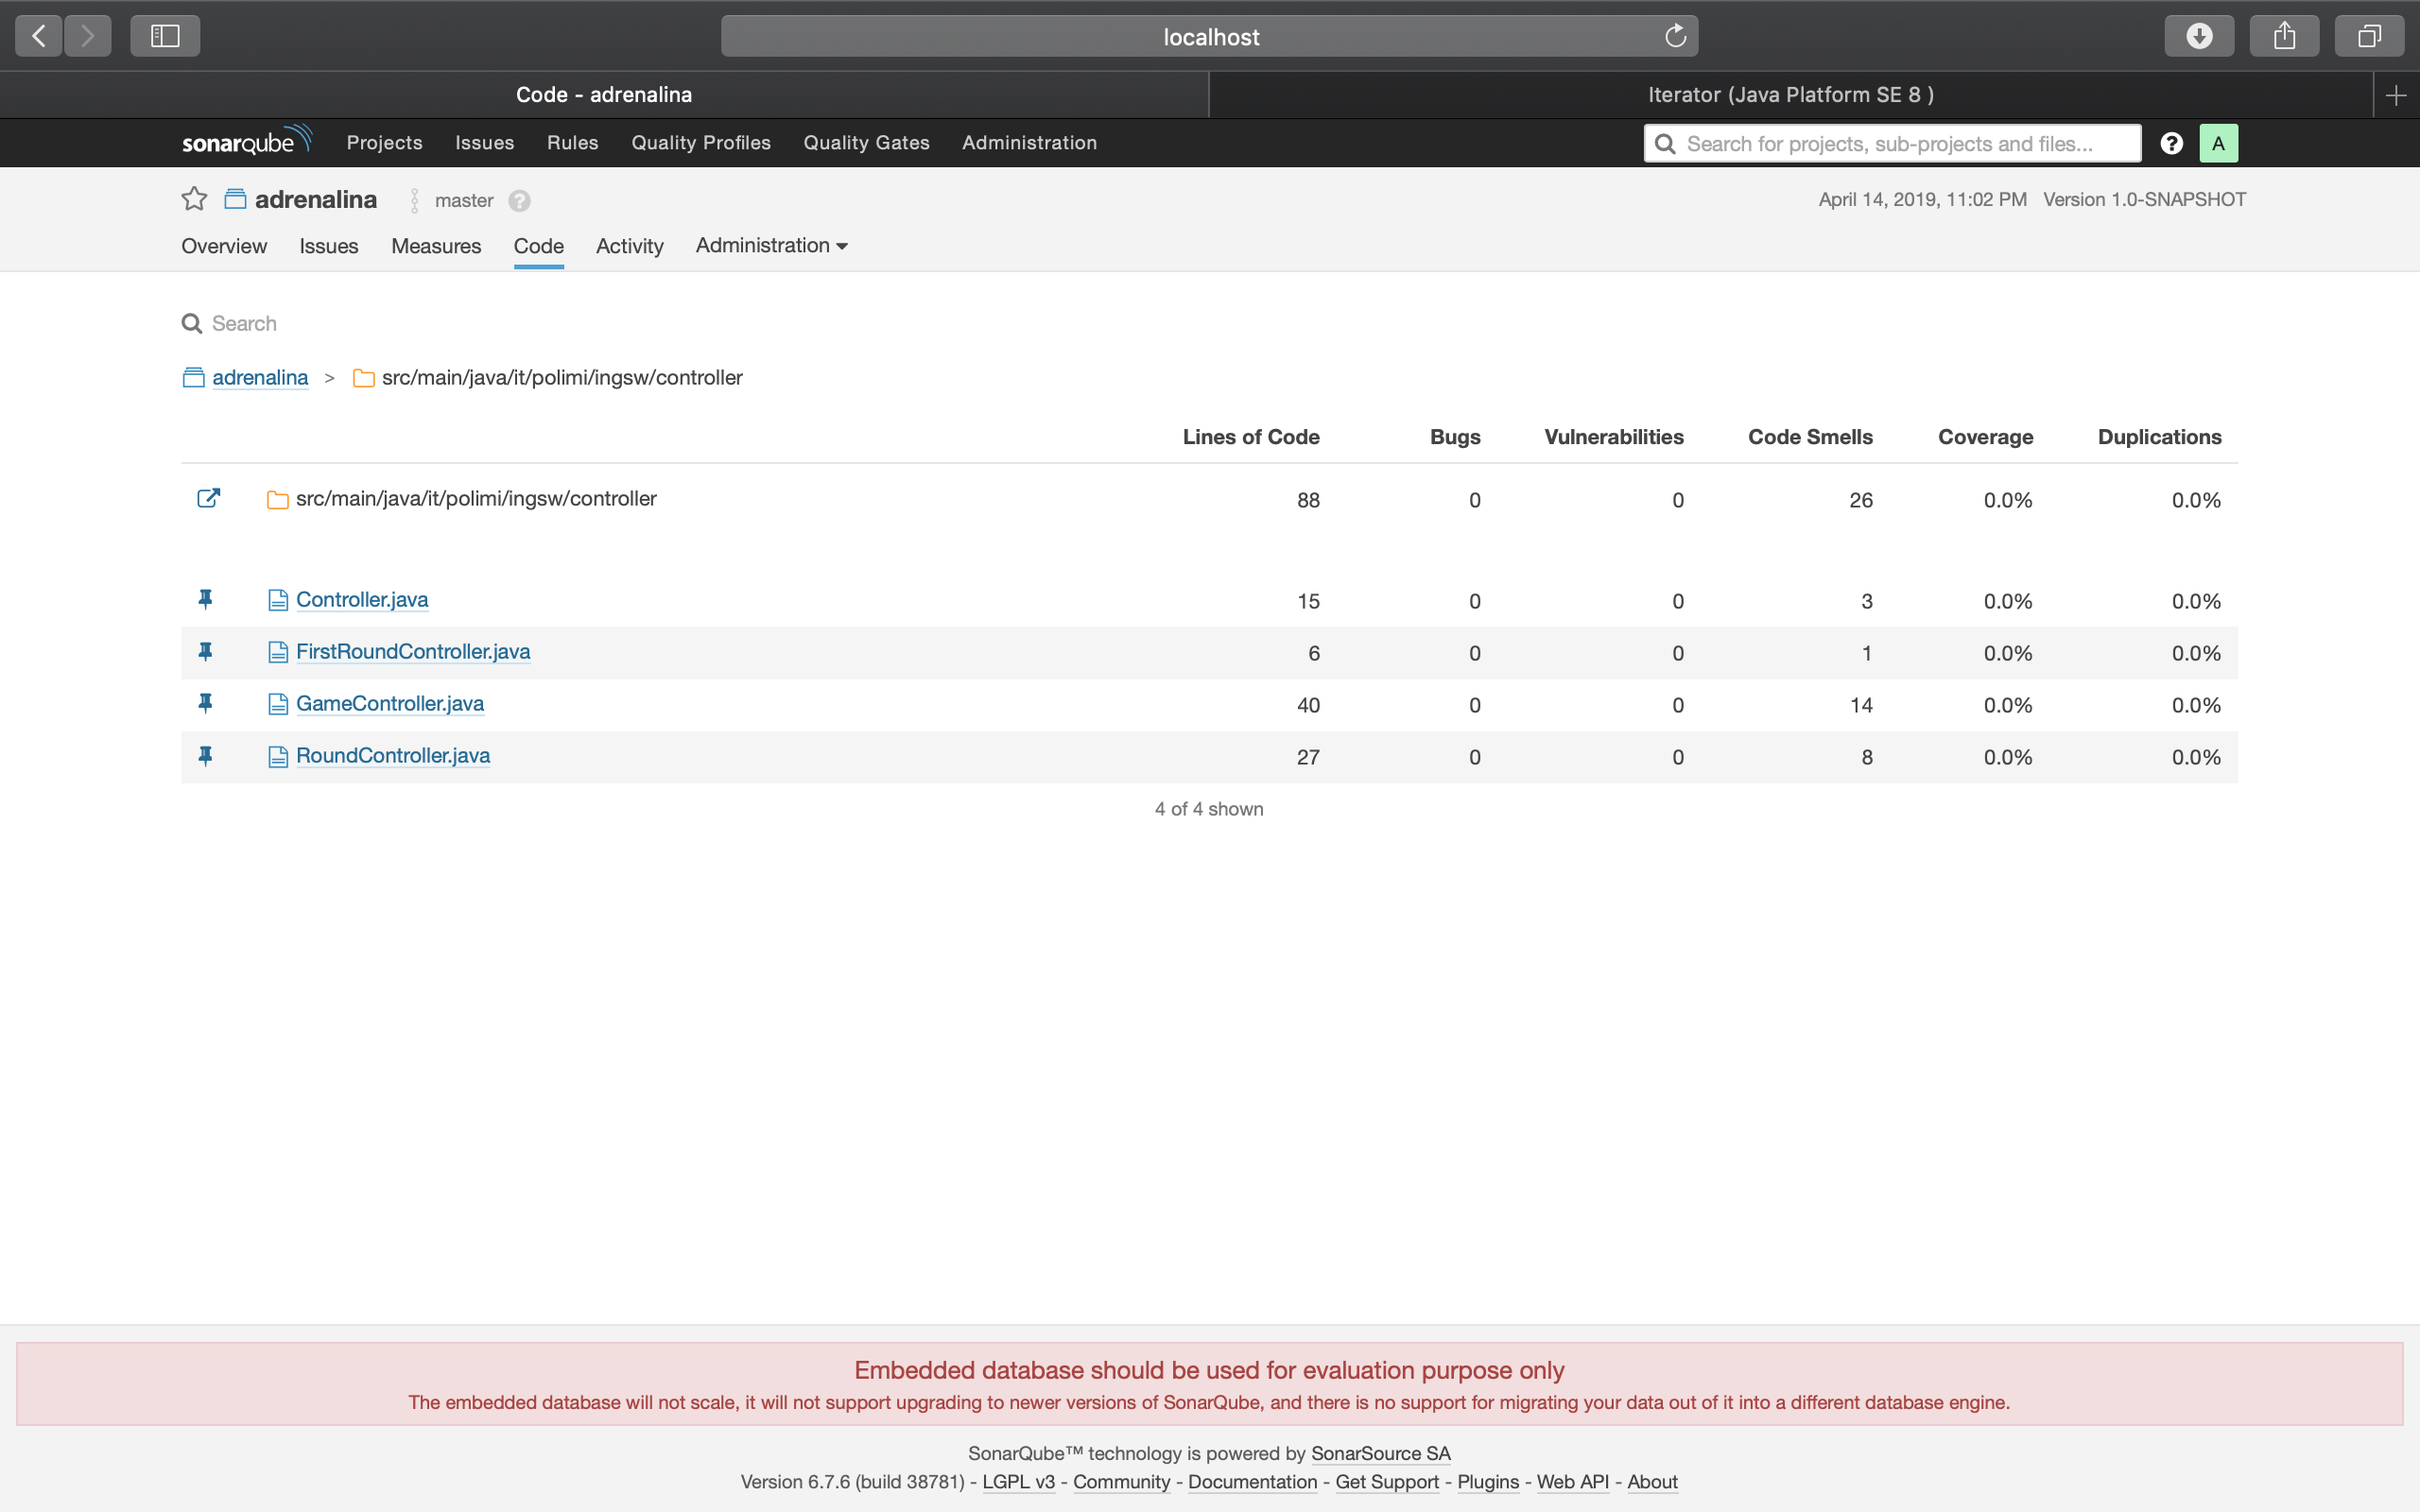 localhost
Code - adrenalina
Iterator (Java Platform SE 8 )
sonarqube Projects Issues Rules Quality Profiles Quality Gates Administration Search for projects, sub-projects and files... ? A
adrenalina master ? April 14, 2019, 11:02 PM Version 1.0-SNAPSHOT
Overview Issues Measures Code Activity Administration
Search
adrenalina > src/main/java/it/polimi/ingsw/controller
Lines of Code Bugs Vulnerabilities Code Smells Coverage Duplications
src/main/java/it/polimi/ingsw/controller 88 0 0 26 0.0% 0.0%
Controller.java 15 0 0 3 0.0% 0.0%
FirstRoundController.java 6 0 0 1 0.0% 0.0%
GameController.java 40 0 0 14 0.0% 0.0%
RoundController.java 27 0 0 8 0.0% 0.0%
4 of 4 shown
Embedded database should be used for evaluation purpose only
The embedded database will not scale, it will not support upgrading to newer versions of SonarQube, and there is no support for migrating your data out of it into a different database engine.
SonarQube™ technology is powered by SonarSource SA
Version 6.7.6 (build 38781) - LGPL v3 - Community - Documentation - Get Support - Plugins - Web API - About